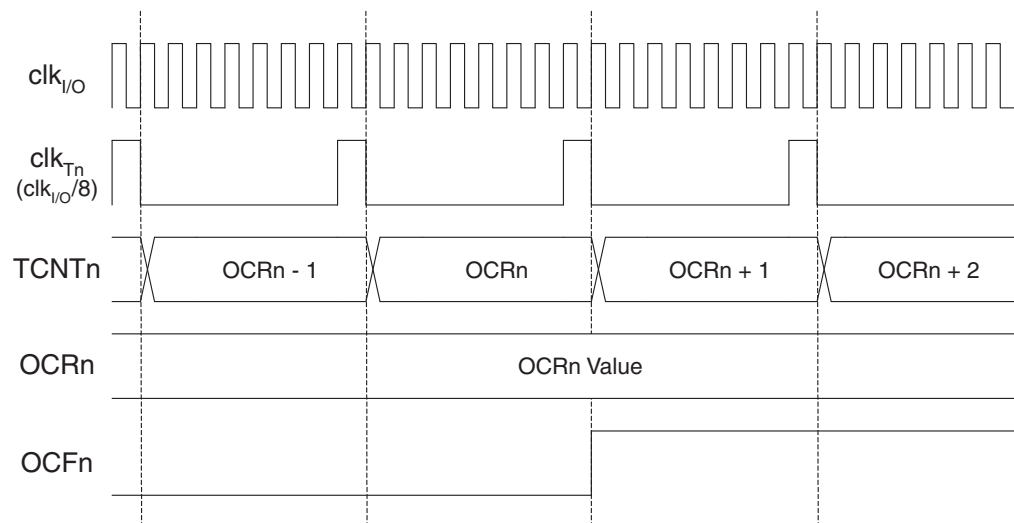 clkI/O
clkTn
(clkI/O/8)
TCNTn
OCRn - 1
OCRn
OCRn + 1
OCRn + 2
OCRn
OCRn Value
OCFn